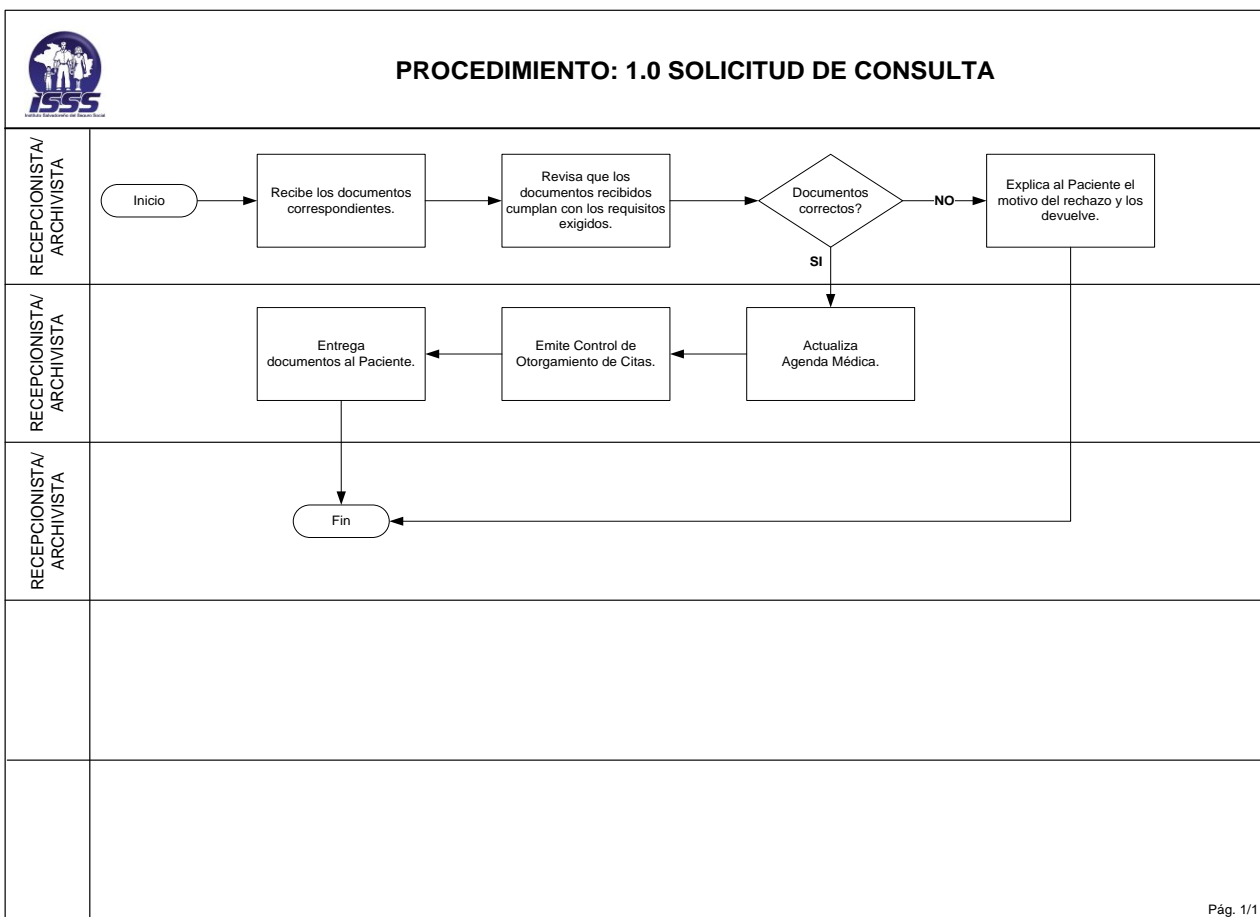 ISSS
Instituto Salvadoreño del Seguro Social
PROCEDIMIENTO: 1.0 SOLICITUD DE CONSULTA
RECEPCIONISTA/
ARCHIVISTA
Inicio
Recibe los documentos
correspondientes.
Revisa que los
documentos recibidos
cumplan con los requisitos
exigidos.
Documentos
correctos?
NO
Explica al Paciente el
motivo del rechazo y los
devuelve.
SI
RECEPCIONISTA/
ARCHIVISTA
Entrega
documentos al Paciente.
Emite Control de
Otorgamiento de Citas.
Actualiza
Agenda Médica.
RECEPCIONISTA/
ARCHIVISTA
Fin
Pág. 1/1